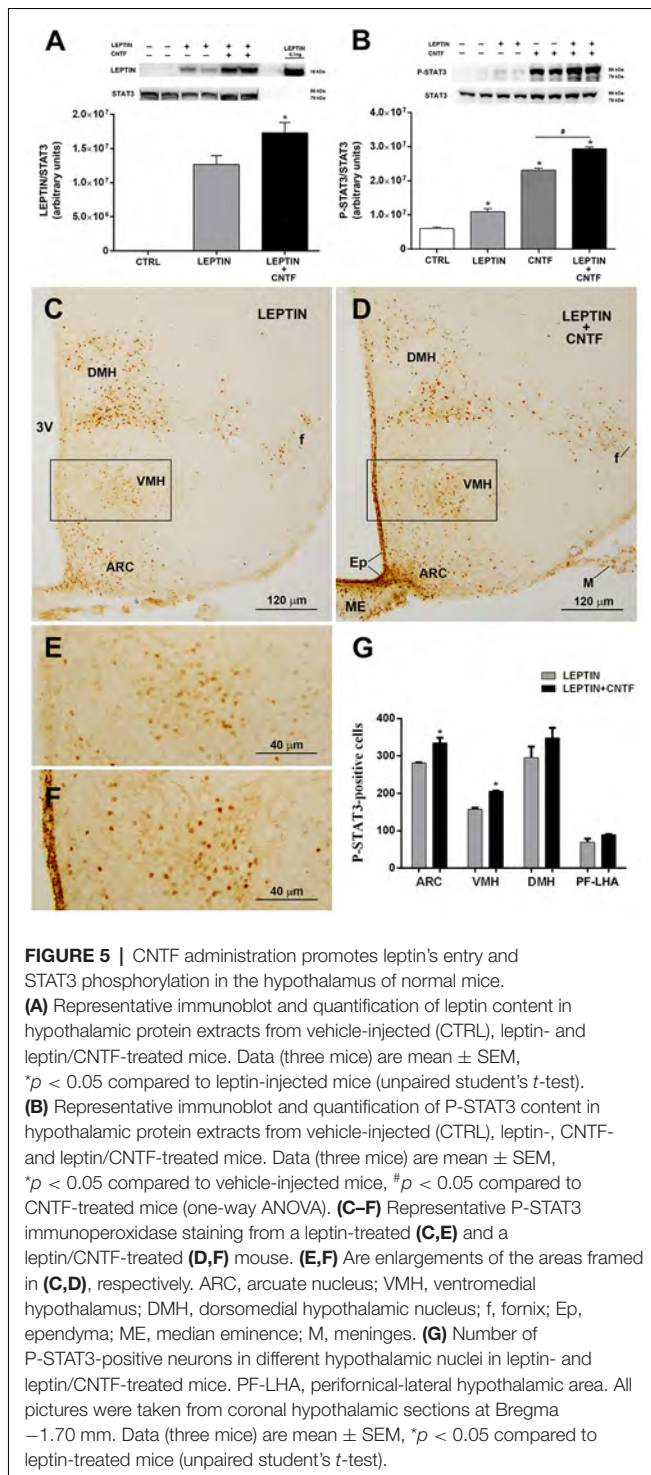 A
LEPTIN − − + + + +
CNTF − − − − + +
LEPTIN
0.1ng
LEPTIN
16 kDa
STAT3
86 kDa
79 kDa
LEPTIN/STAT3
(arbitrary units)
2.0×10⁷
1.5×10⁷
1.0×10⁷
5.0×10⁶
0
*
CTRL LEPTIN LEPTIN
+
CNTF
B
LEPTIN − − + + − − + +
CNTF − − − − + + + +
P-STAT3
86 kDa
79 kDa
STAT3
86 kDa
79 kDa
P-STAT3/STAT3
(arbitrary units)
4.0×10⁷
3.0×10⁷
2.0×10⁷
1.0×10⁷
0
* * # *
CTRL LEPTIN CNTF LEPTIN
+
CNTF
C
LEPTIN
DMH
3V
f
VMH
ARC
120 µm
D
LEPTIN
+
CNTF
DMH
f
VMH
Ep
ARC
M
ME
120 µm
E
40 µm
F
40 µm
G
LEPTIN
LEPTIN+CNTF
P-STAT3-positive cells
400
300
200
100
0
* *
ARC VMH DMH PF-LHA
FIGURE 5 | CNTF administration promotes leptin's entry and
STAT3 phosphorylation in the hypothalamus of normal mice.
(A) Representative immunoblot and quantification of leptin content in
hypothalamic protein extracts from vehicle-injected (CTRL), leptin- and
leptin/CNTF-treated mice. Data (three mice) are mean ± SEM,
*p < 0.05 compared to leptin-injected mice (unpaired student's t-test).
(B) Representative immunoblot and quantification of P-STAT3 content in
hypothalamic protein extracts from vehicle-injected (CTRL), leptin-, CNTF-
and leptin/CNTF-treated mice. Data (three mice) are mean ± SEM,
*p < 0.05 compared to vehicle-injected mice, #p < 0.05 compared to
CNTF-treated mice (one-way ANOVA). (C–F) Representative P-STAT3
immunoperoxidase staining from a leptin-treated (C,E) and a
leptin/CNTF-treated (D,F) mouse. (E,F) Are enlargements of the areas framed
in (C,D), respectively. ARC, arcuate nucleus; VMH, ventromedial
hypothalamus; DMH, dorsomedial hypothalamic nucleus; f, fornix; Ep,
ependyma; ME, median eminence; M, meninges. (G) Number of
P-STAT3-positive neurons in different hypothalamic nuclei in leptin- and
leptin/CNTF-treated mice. PF-LHA, perifornical-lateral hypothalamic area. All
pictures were taken from coronal hypothalamic sections at Bregma
−1.70 mm. Data (three mice) are mean ± SEM, *p < 0.05 compared to
leptin-treated mice (unpaired student's t-test).